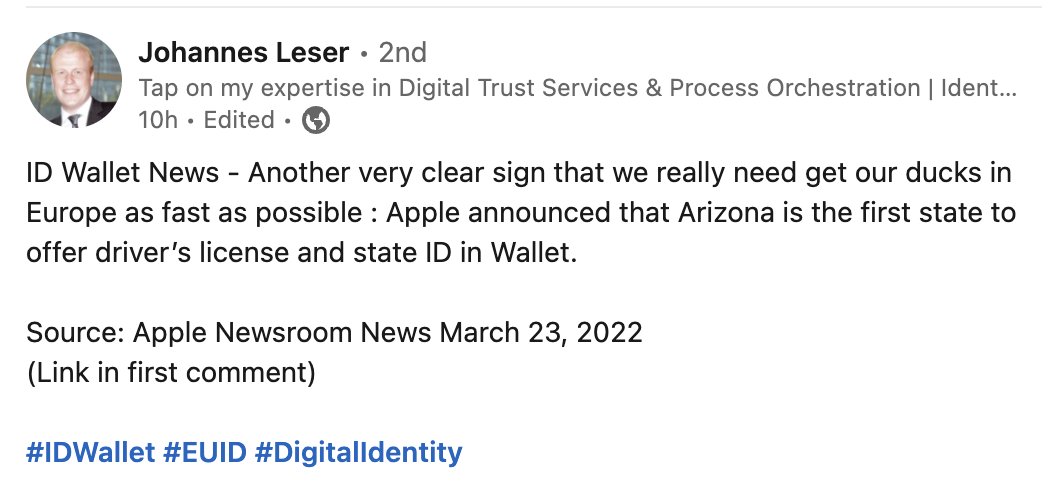 Johannes Leser • 2nd
Tap on my expertise in Digital Trust Services & Process Orchestration | Ident...
10h • Edited •
ID Wallet News - Another very clear sign that we really need get our ducks in
Europe as fast as possible : Apple announced that Arizona is the first state to
offer driver’s license and state ID in Wallet.
Source: Apple Newsroom News March 23, 2022
(Link in first comment)
#IDWallet #EUID #DigitalIdentity